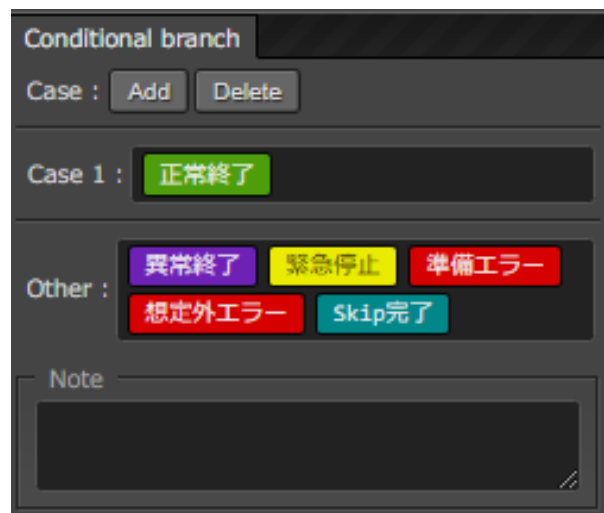 Conditional branch
Case : Add Delete
Case 1 : 正常終了
Other : 異常終了 緊急停止 準備エラー
想定外エラー Skip完了
Note